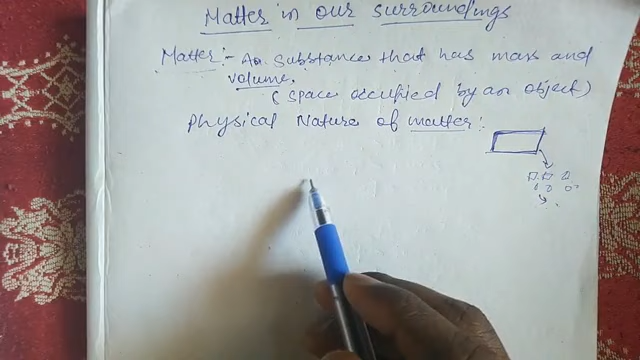 Matter in our surroundings
Matter :- An Substance that has mass and
volume.
( space occupied by an object)
Physical Nature of matter :